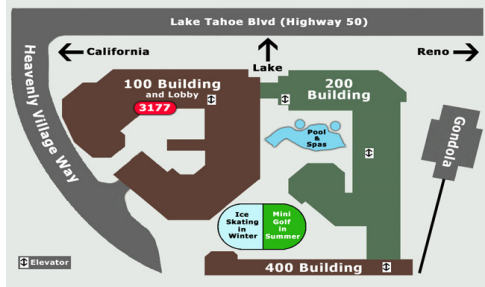 Lake Tahoe Blvd (Highway 50)
California
Lake
Reno
Heavenly Village Way
100 Building
and Lobby
3177
200
Building
Pool
&
Spas
Gondola
Ice
Skating
in
Winter
Mini
Golf
in
Summer
Elevator
400 Building